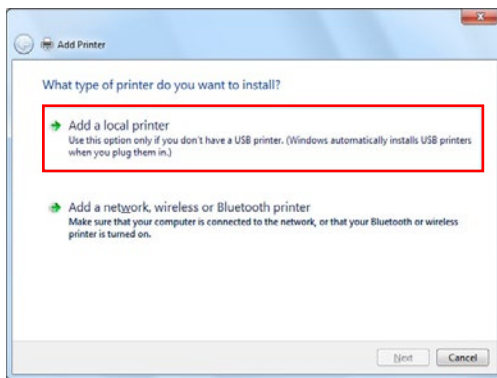 Add Printer
What type of printer do you want to install?
Add a local printer
Use this option only if you don't have a USB printer. (Windows automatically installs USB printers
when you plug them in.)
Add a network, wireless or Bluetooth printer
Make sure that your computer is connected to the network, or that your Bluetooth or wireless
printer is turned on.
Next Cancel